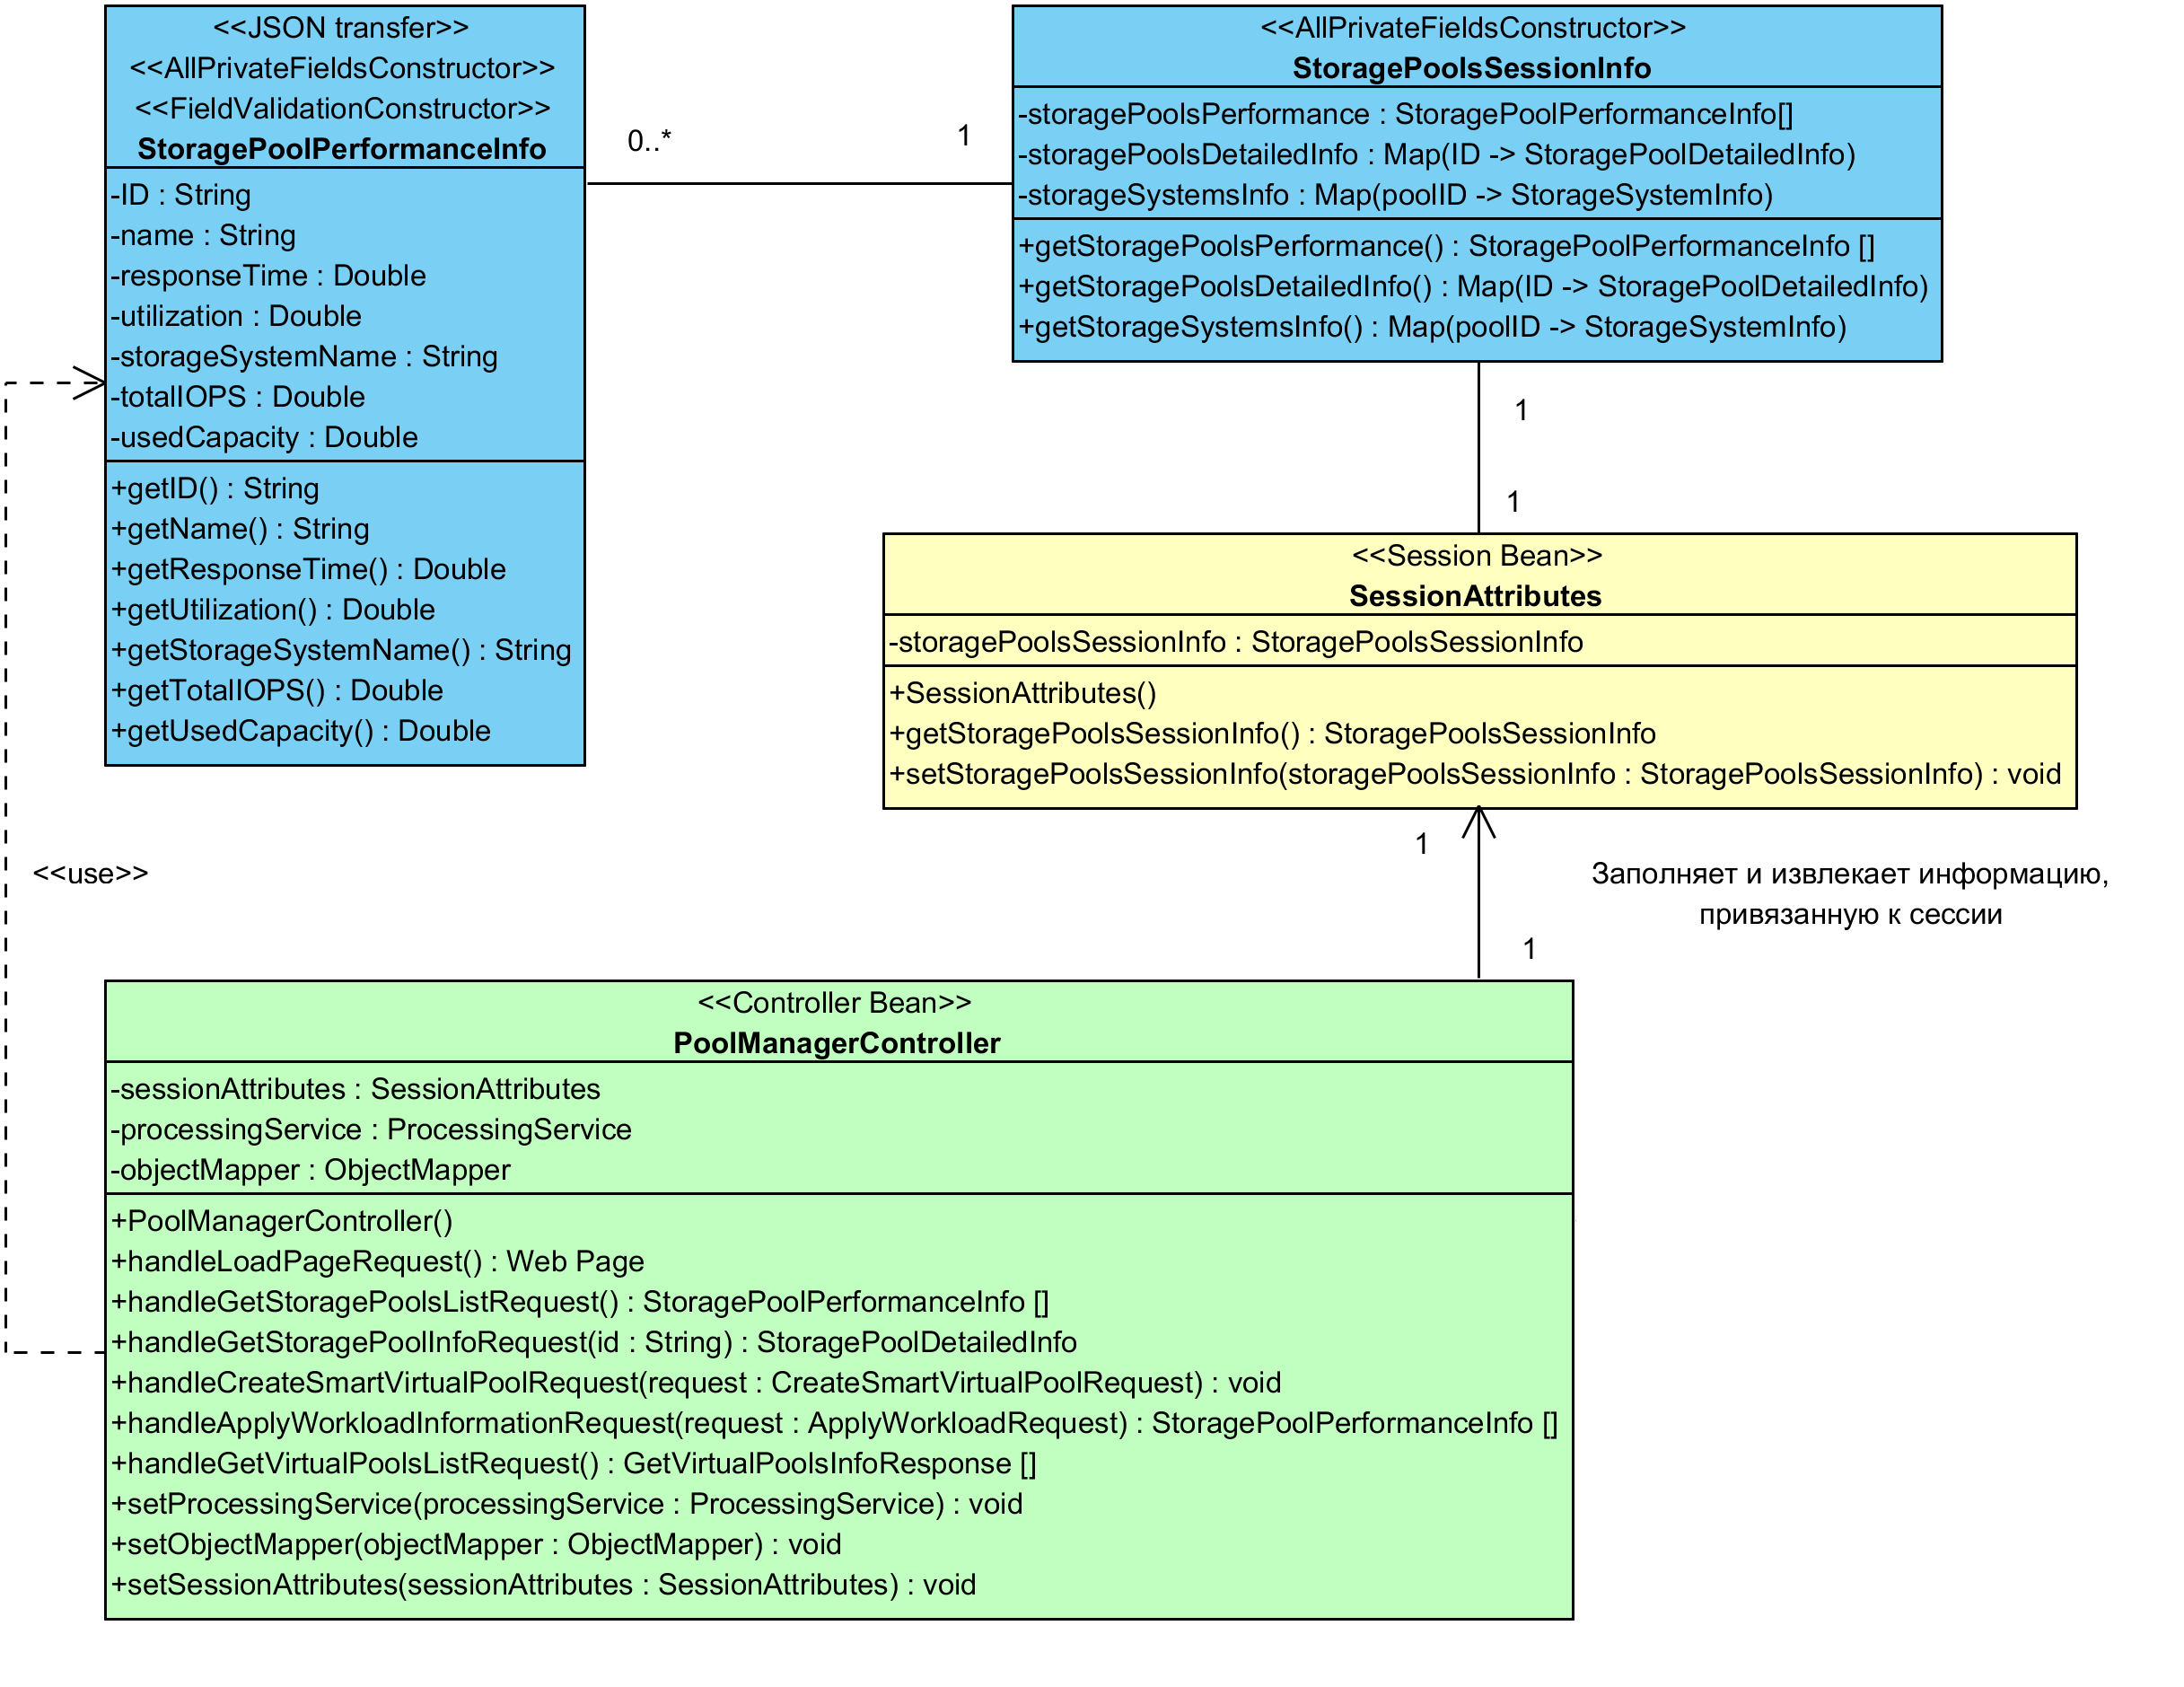 <<JSON transfer>>
<<AllPrivateFieldsConstructor>>
<<FieldValidationConstructor>>
StoragePoolPerformanceInfo
-ID : String
-name : String
-responseTime : Double
-utilization : Double
-storageSystemName : String
-totalIOPS : Double
-usedCapacity : Double
+getID() : String
+getName() : String
+getResponseTime() : Double
+getUtilization() : Double
+getStorageSystemName() : String
+getTotalIOPS() : Double
+getUsedCapacity() : Double
0..*
1
<<AllPrivateFieldsConstructor>>
StoragePoolsSessionInfo
-storagePoolsPerformance : StoragePoolPerformanceInfo[]
-storagePoolsDetailedInfo : Map(ID -> StoragePoolDetailedInfo)
-storageSystemsInfo : Map(poolID -> StorageSystemInfo)
+getStoragePoolsPerformance() : StoragePoolPerformanceInfo []
+getStoragePoolsDetailedInfo() : Map(ID -> StoragePoolDetailedInfo)
+getStorageSystemsInfo() : Map(poolID -> StorageSystemInfo)
1
1
<<Session Bean>>
SessionAttributes
-storagePoolsSessionInfo : StoragePoolsSessionInfo
+SessionAttributes()
+getStoragePoolsSessionInfo() : StoragePoolsSessionInfo
+setStoragePoolsSessionInfo(storagePoolsSessionInfo : StoragePoolsSessionInfo) : void
1
Заполняет и извлекает информацию,
привязанную к сессии
1
<<use>>
<<Controller Bean>>
PoolManagerController
-sessionAttributes : SessionAttributes
-processingService : ProcessingService
-objectMapper : ObjectMapper
+PoolManagerController()
+handleLoadPageRequest() : Web Page
+handleGetStoragePoolsListRequest() : StoragePoolPerformanceInfo []
+handleGetStoragePoolInfoRequest(id : String) : StoragePoolDetailedInfo
+handleCreateSmartVirtualPoolRequest(request : CreateSmartVirtualPoolRequest) : void
+handleApplyWorkloadInformationRequest(request : ApplyWorkloadRequest) : StoragePoolPerformanceInfo []
+handleGetVirtualPoolsListRequest() : GetVirtualPoolsInfoResponse []
+setProcessingService(processingService : ProcessingService) : void
+setObjectMapper(objectMapper : ObjectMapper) : void
+setSessionAttributes(sessionAttributes : SessionAttributes) : void